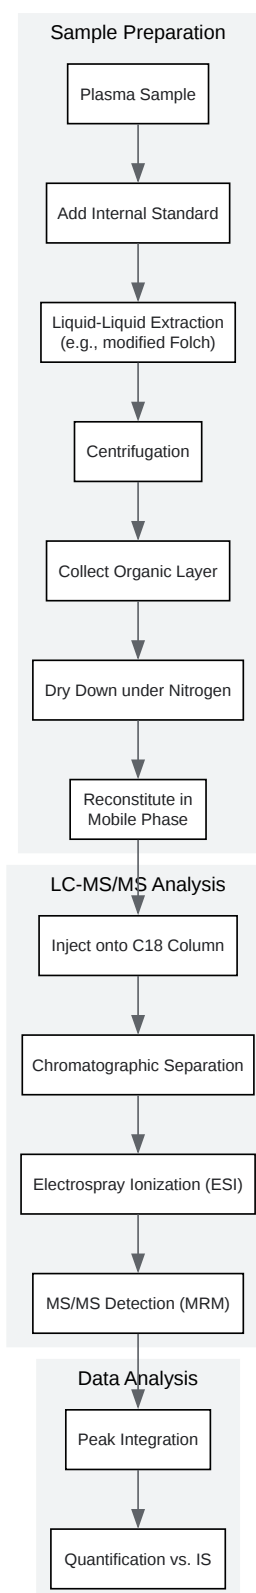 Sample Preparation
Plasma Sample
Add Internal Standard
Liquid-Liquid Extraction
(e.g., modified Folch)
Centrifugation
Collect Organic Layer
Dry Down under Nitrogen
Reconstitute in
Mobile Phase
LC-MS/MS Analysis
Inject onto C18 Column
Chromatographic Separation
Electrospray Ionization (ESI)
MS/MS Detection (MRM)
Data Analysis
Peak Integration
Quantification vs. IS